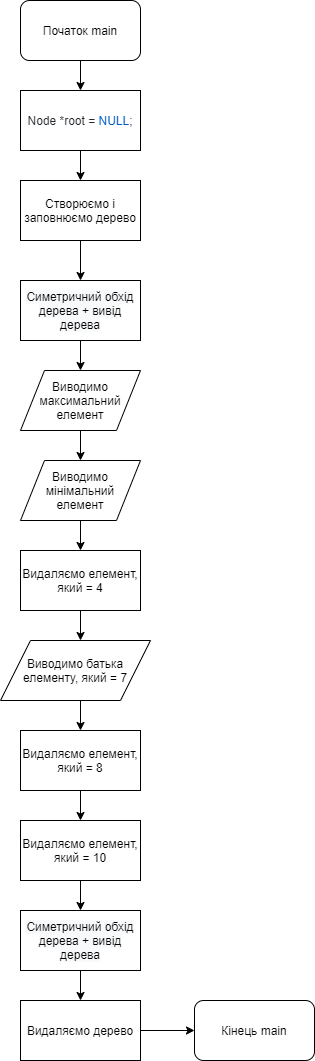 Початок main
Node *root = NULL;
Створюємо і
заповнюємо дерево
Симетричний обхід
дерева + вивід
дерева
Виводимо
максимальний
елемент
Виводимо
мінімальний
елемент
Видаляємо елемент,
який = 4
Виводимо батька
елементу, який = 7
Видаляємо елемент,
який = 8
Видаляємо елемент,
який = 10
Симетричний обхід
дерева + вивід
дерева
Видаляємо дерево
Кінець main